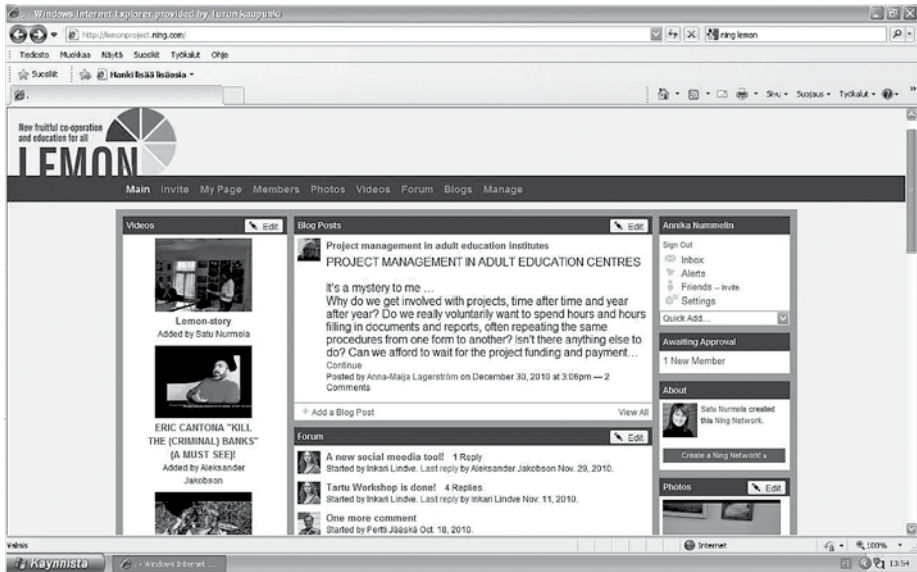 - Windows Internet Explorer provided by Turun kaupunki
http://lemonproject.ning.com/
ning lemon
Tiedosto Muokkaa Näytä Suosikit Työkalut Ohje
Suosikit
Hanki lisää lisäosia
Sivu Suojaus Työkalut
New fruitful co-operation
and education for all
LEMON
Main Invite My Page Members Photos Videos Forum Blogs Manage
Videos Edit
Lemon-story
Added by Satu Nurmela
ERIC CANTONA "KILL
THE (CRIMINAL) BANKS"
(A MUST SEE)!
Added by Aleksander
Jakobson
Blog Posts Edit
Project management in adult education institutes
PROJECT MANAGEMENT IN ADULT EDUCATION CENTRES
It's a mystery to me ...
Why do we get involved with projects, time after time and year
after year? Do we really voluntarily want to spend hours and hours
filling in documents and reports, often repeating the same
procedures from one form to another? Isn't there anything else to
do? Can we afford to wait for the project funding and payment…
Continue
Posted by Anna-Maija Lagerström on December 30, 2010 at 3:06pm — 2
Comments
+ Add a Blog Post View All
Forum Edit
A new social meedia tool! 1 Reply
Started by Inkari Lindve. Last reply by Aleksander Jakobson Nov. 29, 2010.
Tartu Workshop is done! 4 Replies
Started by Inkari Lindve. Last reply by Inkari Lindve Nov. 11, 2010.
One more comment
Started by Pertti Jääskä Oct. 18, 2010.
Annika Nummelin
Sign Out
Inbox
Alerts
Friends – Invite
Settings
Quick Add...
Awaiting Approval
1 New Member
About
Satu Nurmela created
this Ning Network.
Create a Ning Network! »
Photos Edit
Valmis Internet 100%
Käynnistä - Windows Internet ... 13:54